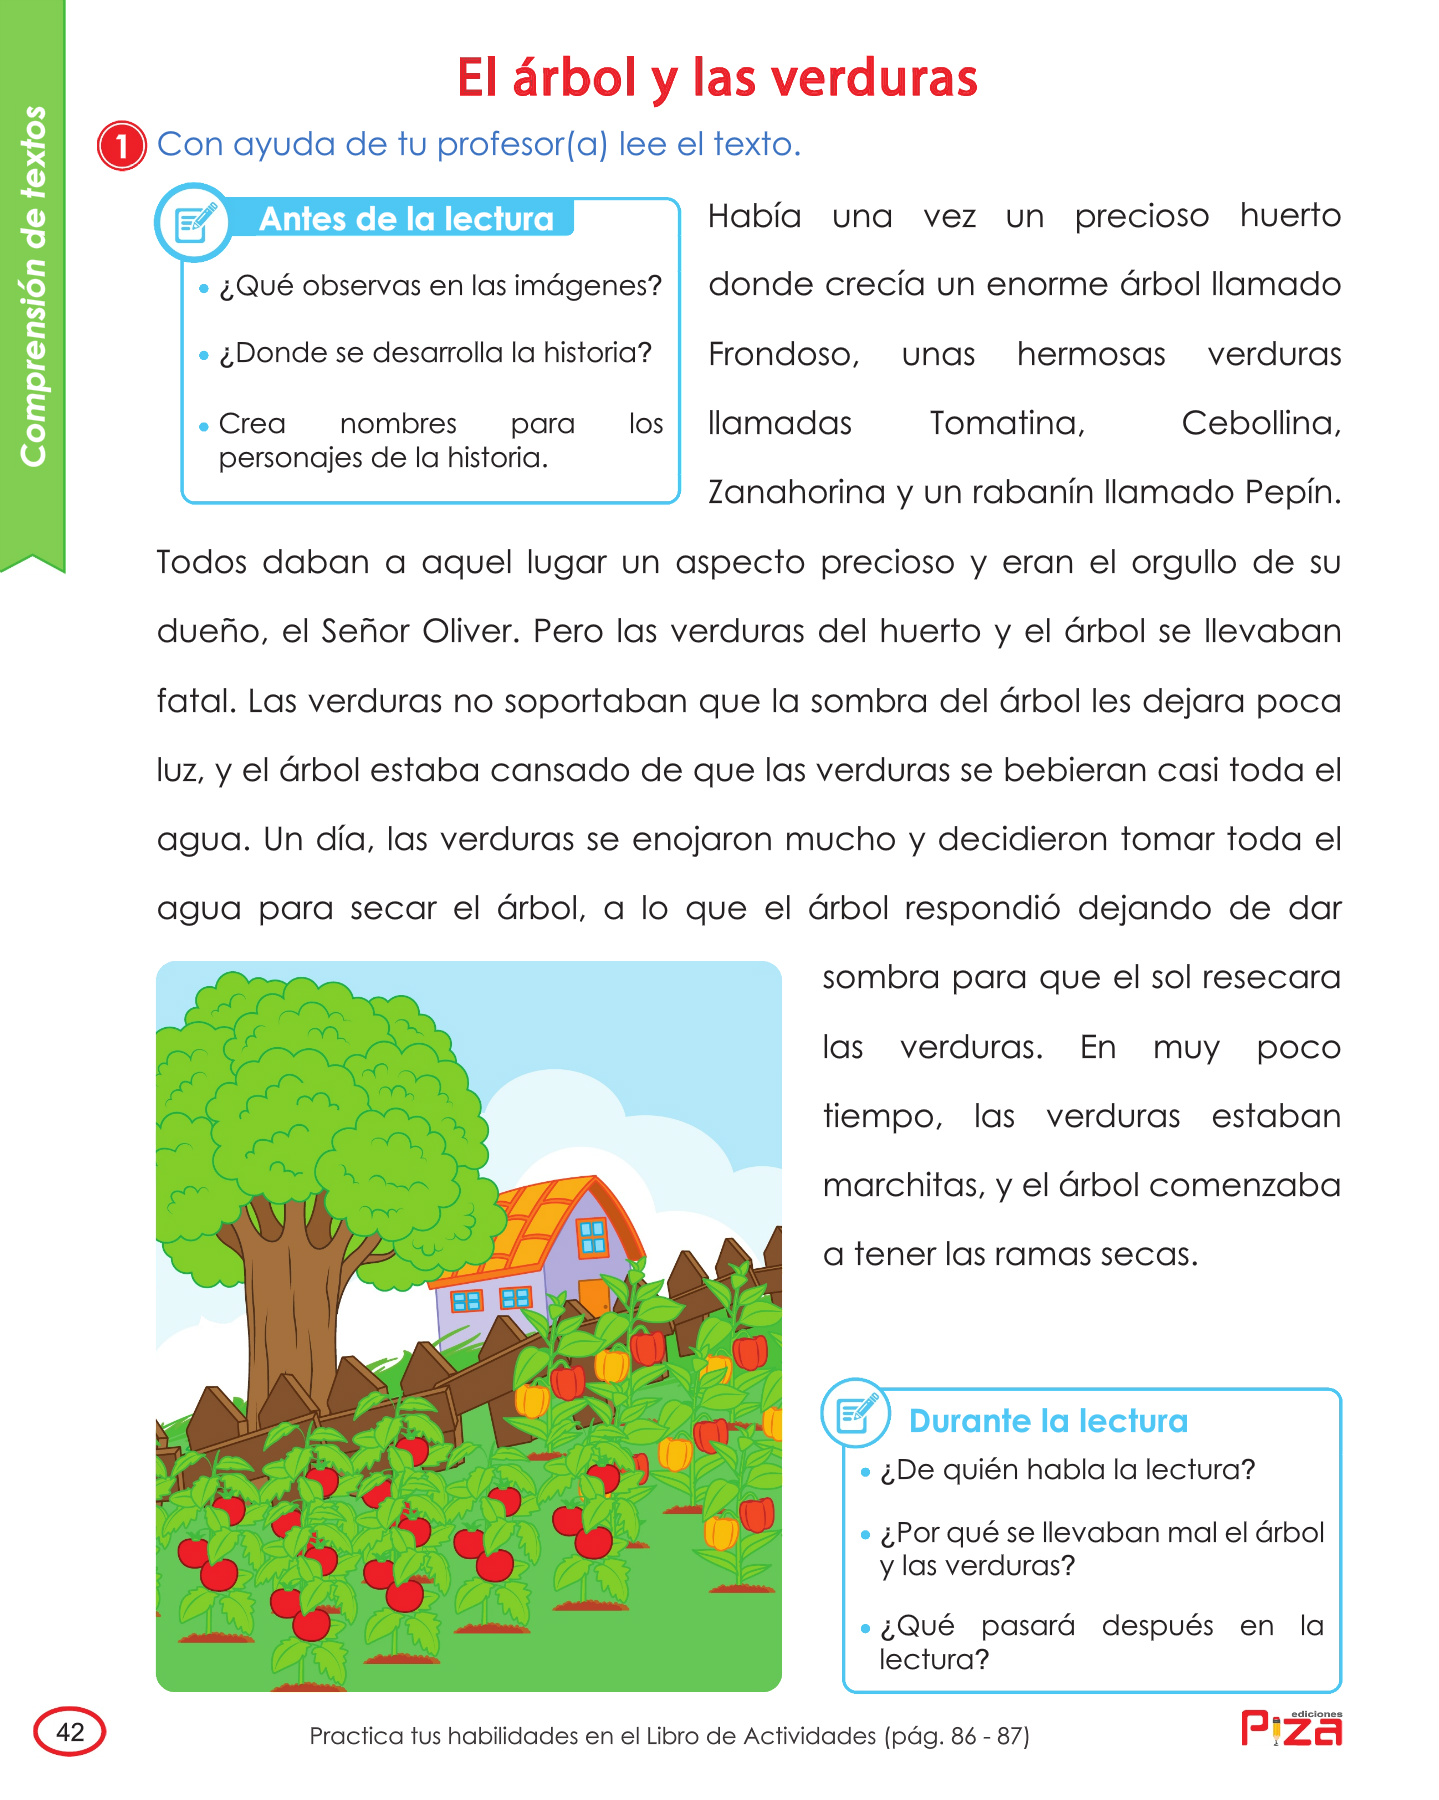 Comprensión de textos
El árbol y las verduras
1 Con ayuda de tu profesor(a) lee el texto.
Antes de la lectura
• ¿Qué observas en las imágenes?
• ¿Donde se desarrolla la historia?
• Crea nombres para los
personajes de la historia.
Había una vez un precioso huerto
donde crecía un enorme árbol llamado
Frondoso, unas hermosas verduras
llamadas Tomatina, Cebollina,
Zanahorina y un rabanín llamado Pepín.
Todos daban a aquel lugar un aspecto precioso y eran el orgullo de su
dueño, el Señor Oliver. Pero las verduras del huerto y el árbol se llevaban
fatal. Las verduras no soportaban que la sombra del árbol les dejara poca
luz, y el árbol estaba cansado de que las verduras se bebieran casi toda el
agua. Un día, las verduras se enojaron mucho y decidieron tomar toda el
agua para secar el árbol, a lo que el árbol respondió dejando de dar
sombra para que el sol resecara
las verduras. En muy poco
tiempo, las verduras estaban
marchitas, y el árbol comenzaba
a tener las ramas secas.
Durante la lectura
• ¿De quién habla la lectura?
• ¿Por qué se llevaban mal el árbol
y las verduras?
• ¿Qué pasará después en la
lectura?
42
Practica tus habilidades en el Libro de Actividades (pág. 86 - 87)
ediciones
Piza